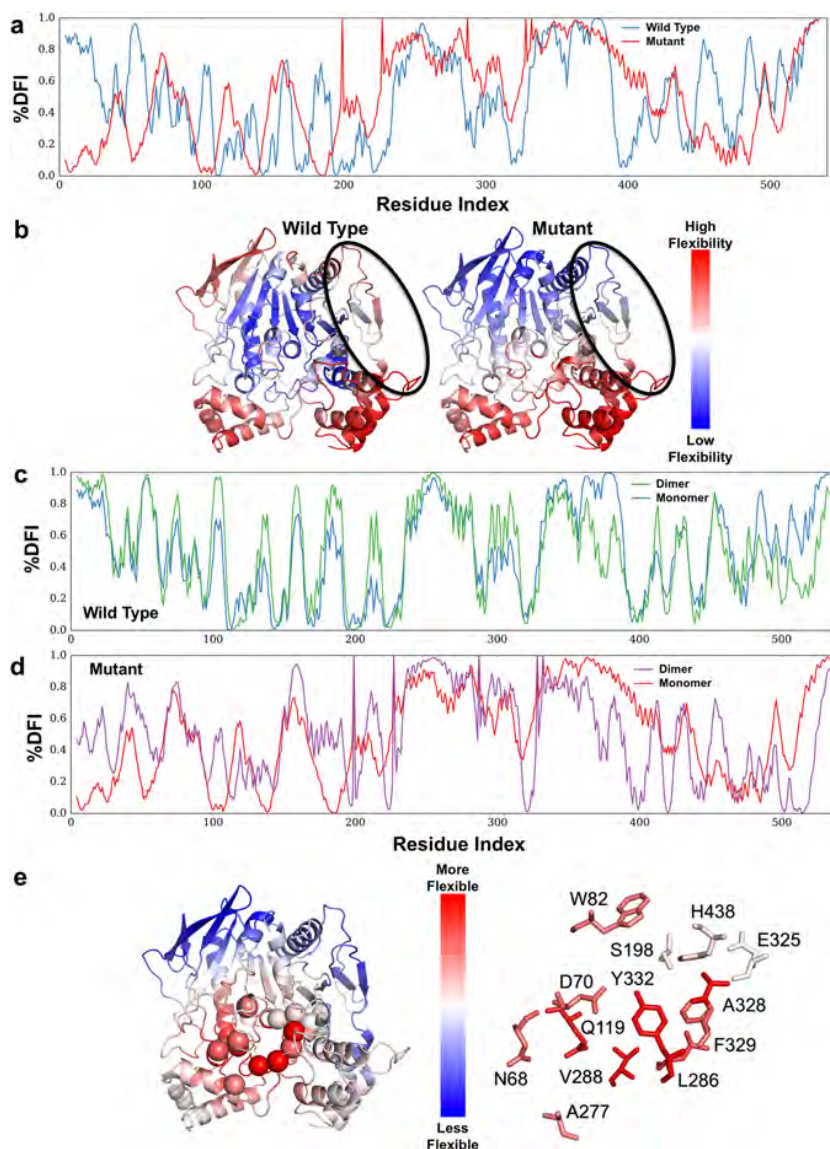 a
1.0
0.8
0.6
0.4
0.2
0.0
%DFI
Wild Type
Mutant
0 100 200 300 400 500
Residue Index
b
Wild Type Mutant
High
Flexibility
Low
Flexibility
c
1.0
0.8
0.6
0.4
0.2
0.0
%DFI
Dimer
Monomer
Wild Type
0 100 200 300 400 500
d
1.0
0.8
0.6
0.4
0.2
0.0
%DFI
Mutant
Dimer
Monomer
0 100 200 300 400 500
Residue Index
e
More
Flexible
Less
Flexible
W82
H438
S198
E325
D70
Y332
A328
Q119
F329
N68
V288
L286
A277